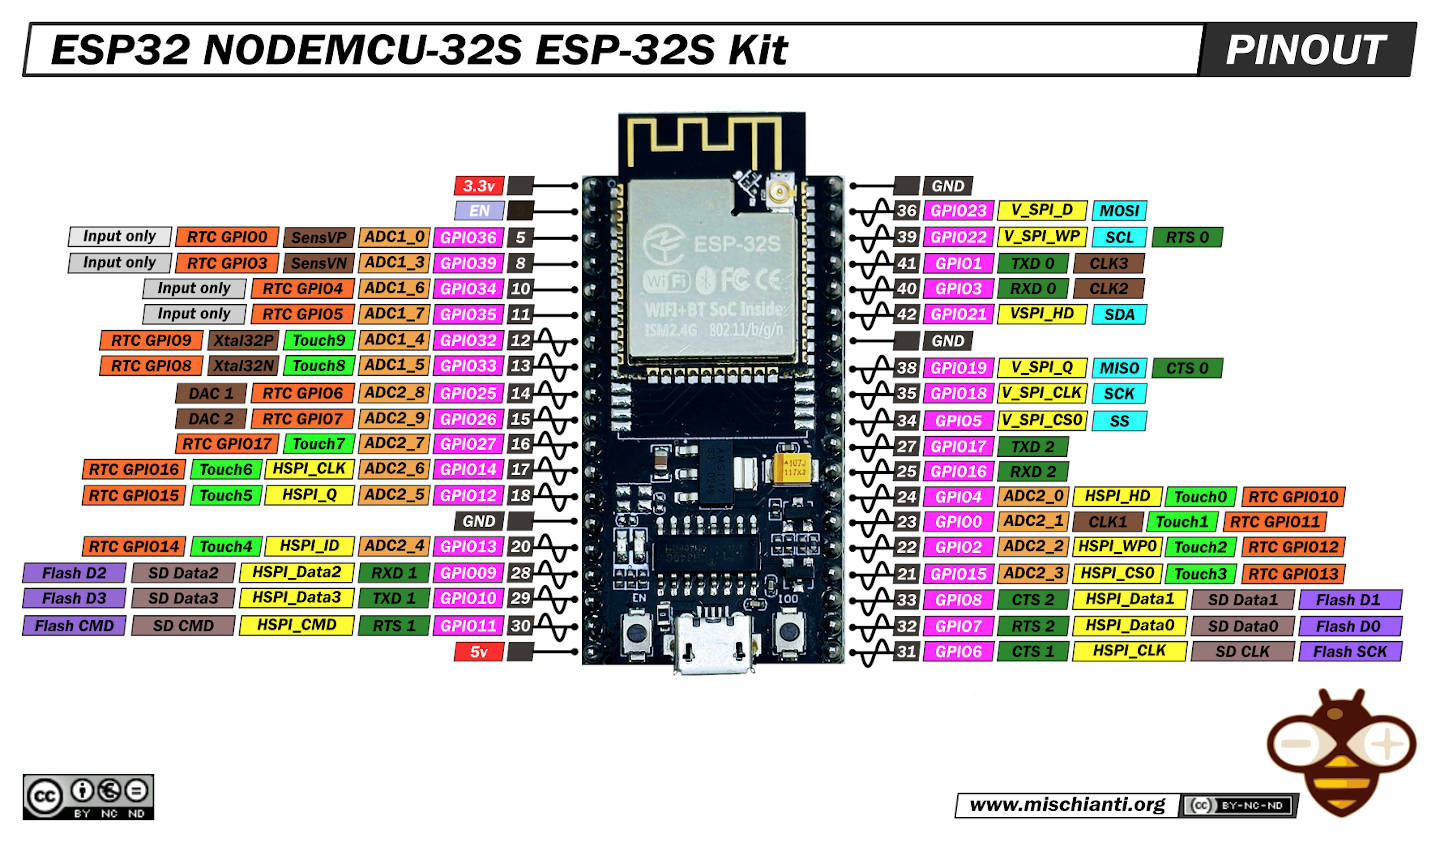 ESP32 NODEMCU-32S ESP-32S Kit PINOUT
3.3v GND
EN 36 GPIO23 V_SPI_D MOSI
Input only RTC GPIO0 SensVP ADC1_0 GPIO36 5 39 GPIO22 V_SPI_WP SCL RTS 0
Input only RTC GPIO3 SensVN ADC1_3 GPIO39 8 41 GPIO1 TXD 0 CLK3
Input only RTC GPIO4 ADC1_6 GPIO34 10 40 GPIO3 RXD 0 CLK2
Input only RTC GPIO5 ADC1_7 GPIO35 11 42 GPIO21 VSPI_HD SDA
RTC GPIO9 Xtal32P Touch9 ADC1_4 GPIO32 12 GND
RTC GPIO8 Xtal32N Touch8 ADC1_5 GPIO33 13 38 GPIO19 V_SPI_Q MISO CTS 0
DAC 1 RTC GPIO6 ADC2_8 GPIO25 14 35 GPIO18 V_SPI_CLK SCK
DAC 2 RTC GPIO7 ADC2_9 GPIO26 15 34 GPIO5 V_SPI_CS0 SS
RTC GPIO17 Touch7 ADC2_7 GPIO27 16 27 GPIO17 TXD 2
RTC GPIO16 Touch6 HSPI_CLK ADC2_6 GPIO14 17 25 GPIO16 RXD 2
RTC GPIO15 Touch5 HSPI_Q ADC2_5 GPIO12 18 24 GPIO4 ADC2_0 HSPI_HD Touch0 RTC GPIO10
GND 23 GPIO0 ADC2_1 CLK1 Touch1 RTC GPIO11
RTC GPIO14 Touch4 HSPI_ID ADC2_4 GPIO13 20 22 GPIO2 ADC2_2 HSPI_WP0 Touch2 RTC GPIO12
Flash D2 SD Data2 HSPI_Data2 RXD 1 GPIO09 28 21 GPIO15 ADC2_3 HSPI_CS0 Touch3 RTC GPIO13
Flash D3 SD Data3 HSPI_Data3 TXD 1 GPIO10 29 33 GPIO8 CTS 2 HSPI_Data1 SD Data1 Flash D1
Flash CMD SD CMD HSPI_CMD RTS 1 GPIO11 30 32 GPIO7 RTS 2 HSPI_Data0 SD Data0 Flash D0
5v 31 GPIO6 CTS 1 HSPI_CLK SD CLK Flash SCK
ESP-32S
WiFi FC CE
WIFI+BT SoC Inside
ISM2.4G 802.11/b/g/n
107J
117X2
EN IO0
cc BY NC ND
www.mischianti.org cc BY-NC-ND